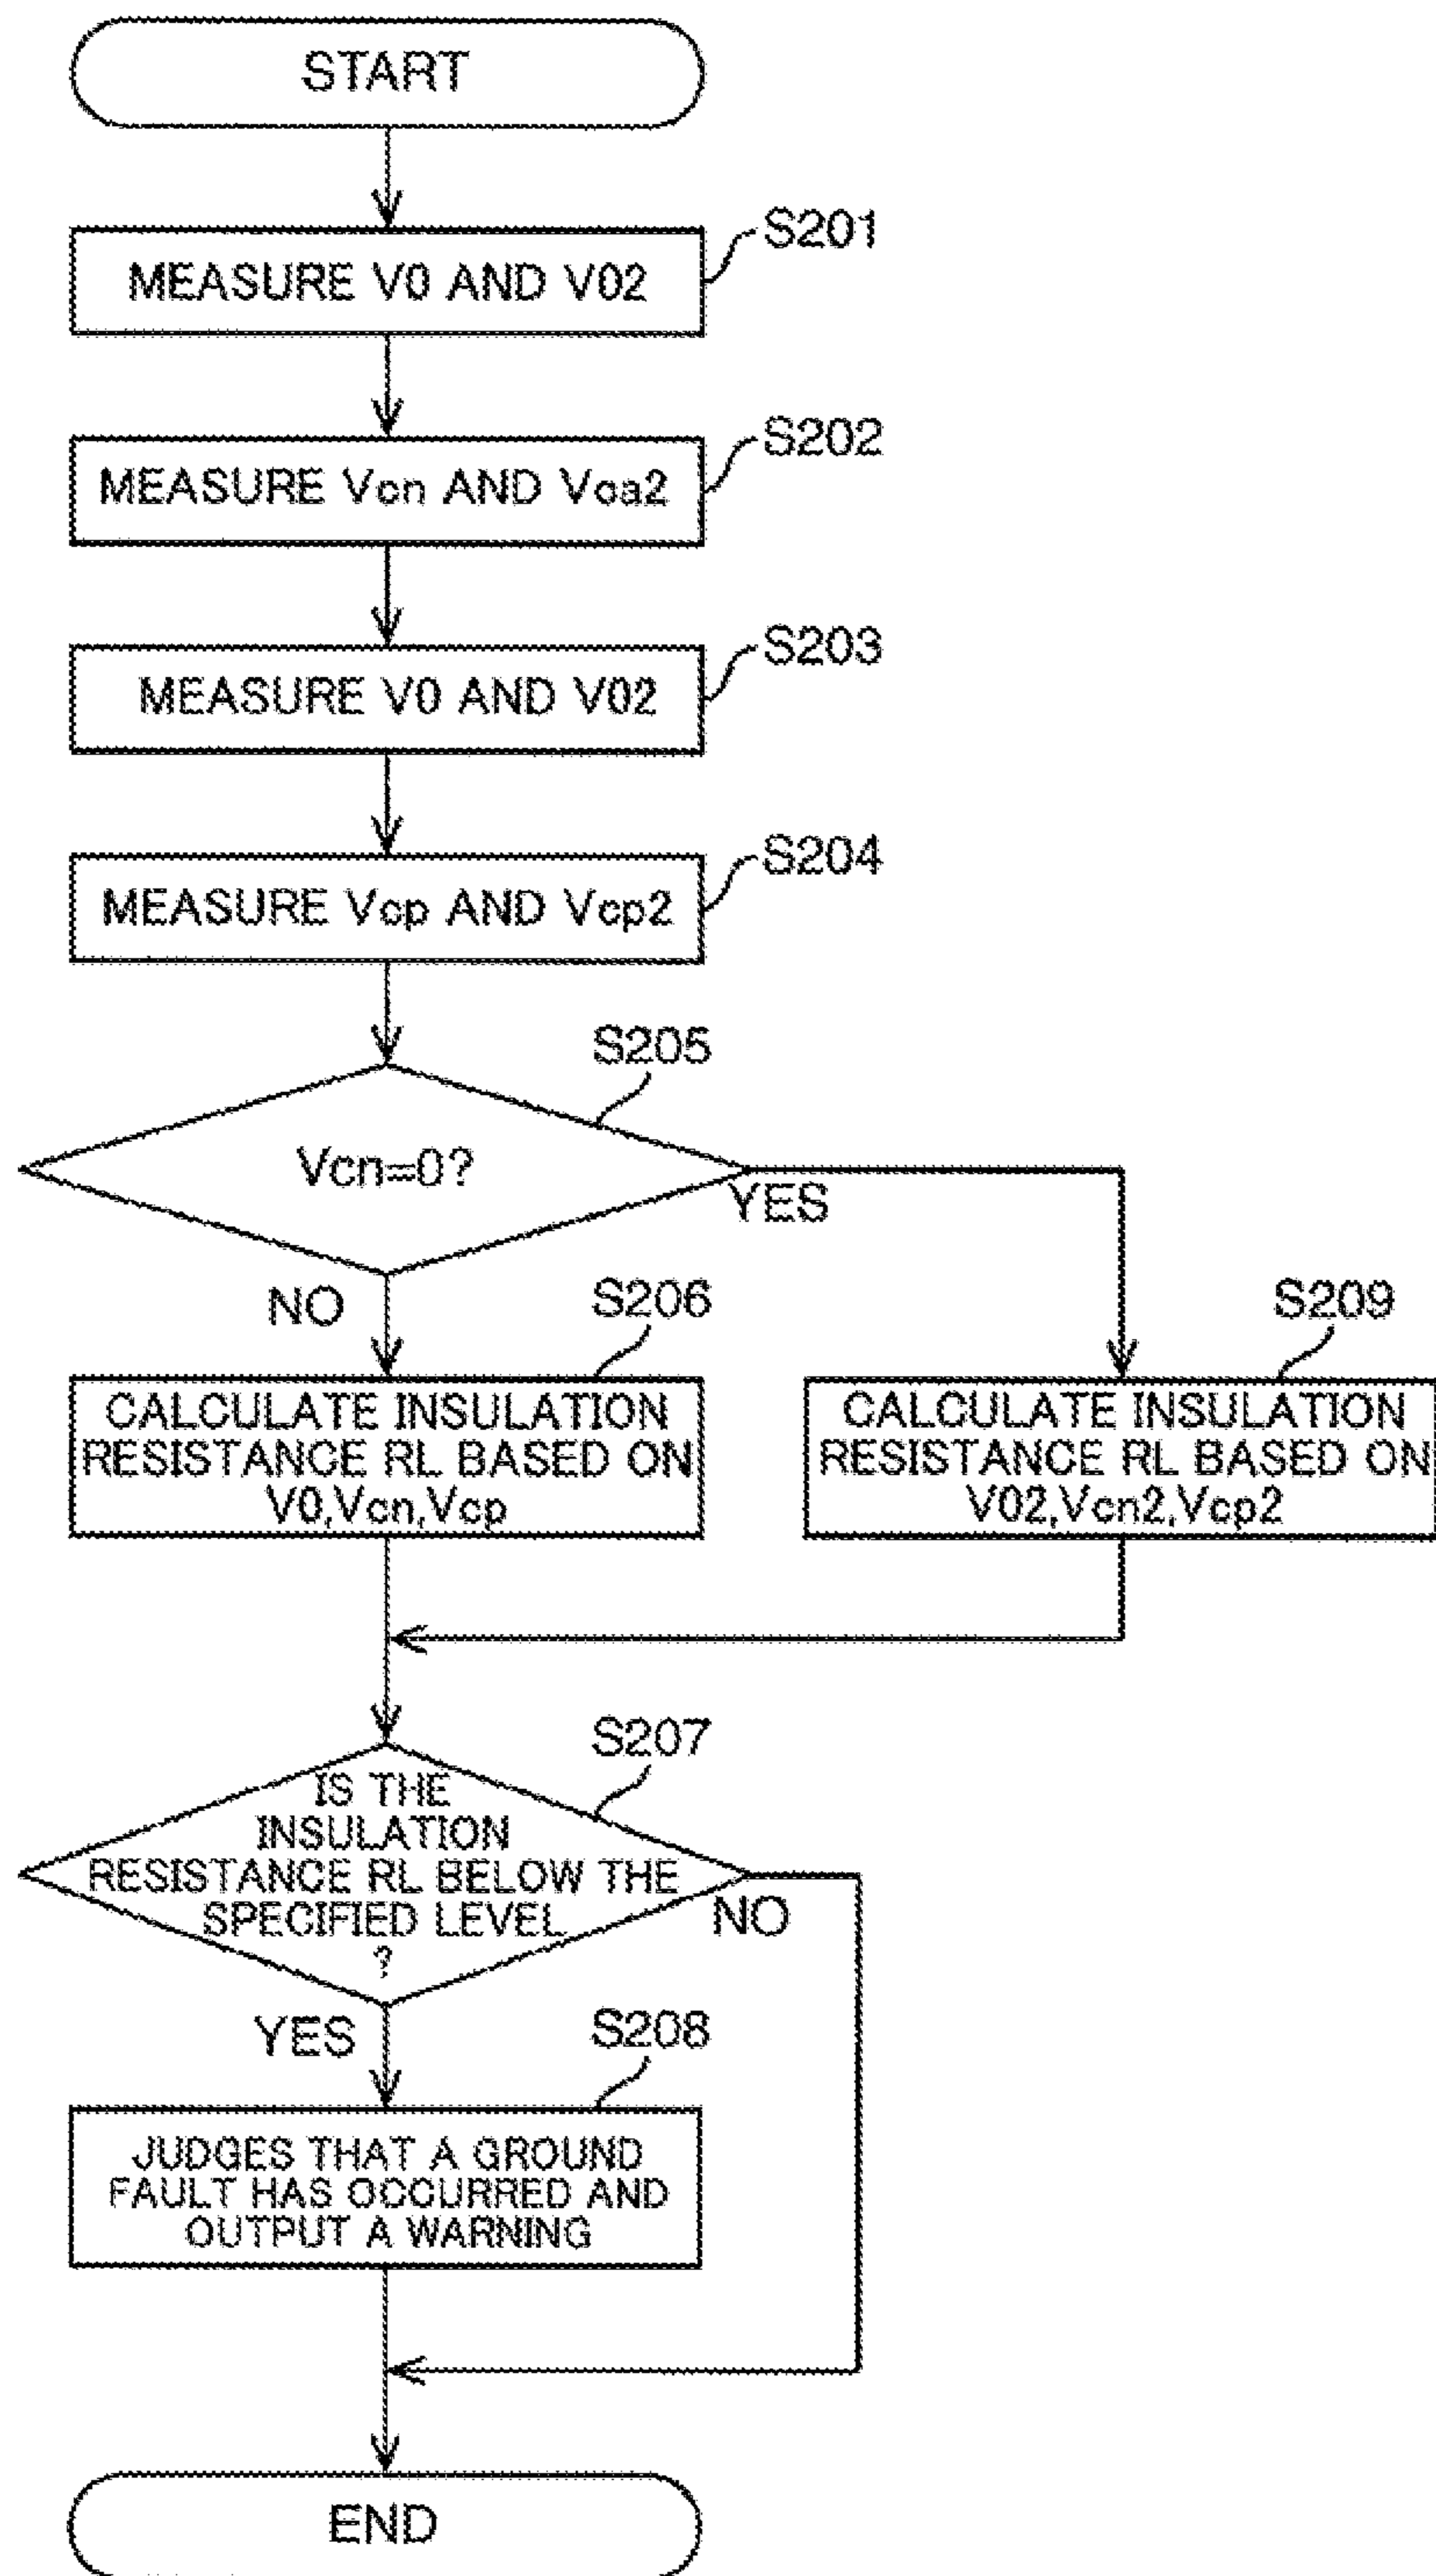 START
S201
MEASURE V0 AND V02
S202
MEASURE Vcn AND Vca2
S203
MEASURE V0 AND V02
S204
MEASURE Vcp AND Vcp2
S205
Vcn=0?
YES
NO
S206
CALCULATE INSULATION
RESISTANCE RL BASED ON
V0,Vcn,Vcp
S209
CALCULATE INSULATION
RESISTANCE RL BASED ON
V02,Vcn2,Vcp2
S207
IS THE
INSULATION
RESISTANCE RL BELOW THE
SPECIFIED LEVEL
?
NO
YES
S208
JUDGES THAT A GROUND
FAULT HAS OCCURRED AND
OUTPUT A WARNING
END